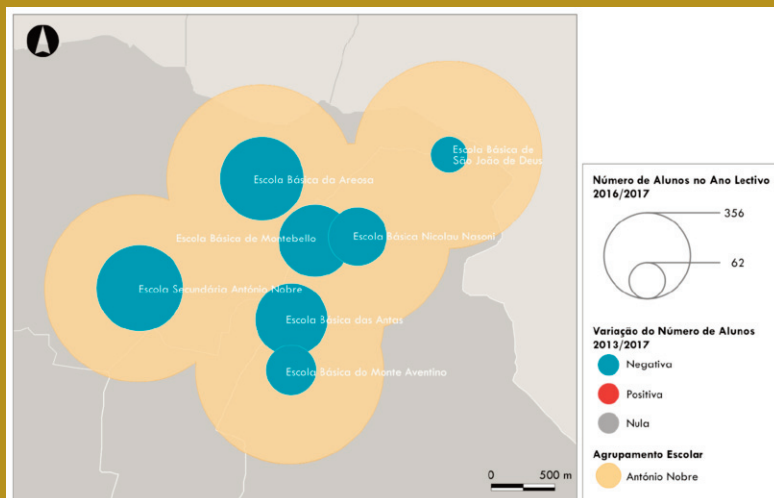 Escola Básica de
São João de Deus
Escola Básica da Areosa
Escola Básica de Montebello
Escola Básica Nicolau Nasoni
Escola Secundária António Nobre
Escola Básica das Antas
Escola Básica do Monte Aventino
0 500 m
Número de Alunos no Ano Lectivo
2016/2017
356
62
Variação do Número de Alunos
2013/2017
Negativa
Positiva
Nula
Agrupamento Escolar
António Nobre